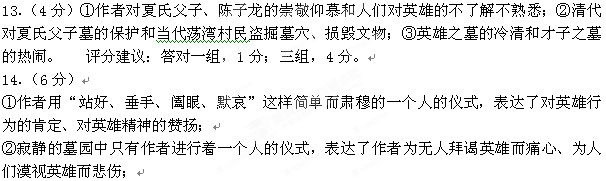 13.（4分）①作者对夏氏父子、陈子龙的崇敬仰慕和人们对英雄的不了解不熟悉；②清代
对夏氏父子墓的保护和当代荡湾村民盗掘墓穴、损毁文物；③英雄之墓的冷清和才子之墓
的热闹。　评分建议：答对一组，1分；三组，4分。
14.（6分）
①作者用“站好、垂手、阖眼、默哀”这样简单而肃穆的一个人的仪式，表达了对英雄行
为的肯定、对英雄精神的赞扬；
②寂静的墓园中只有作者进行着一个人的仪式，表达了作者为无人拜谒英雄而痛心、为人
们漠视英雄而悲伤；